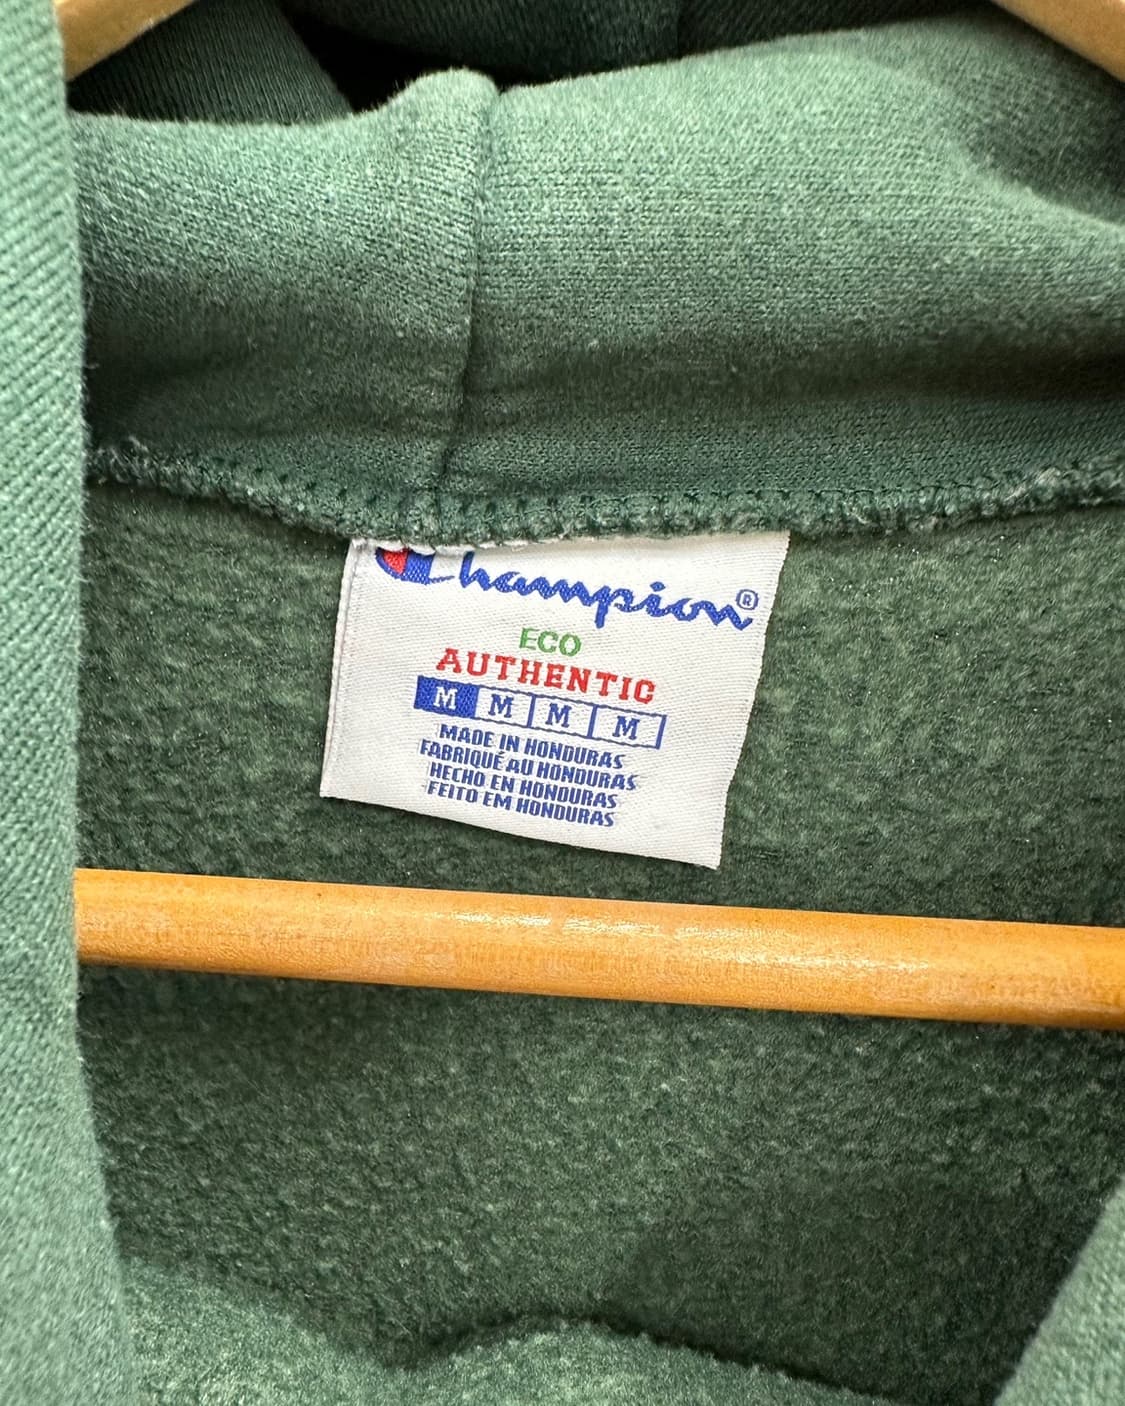 Champion®
ECO
AUTHENTIC
M M M M
MADE IN HONDURAS
FABRIQUÉ AU HONDURAS
HECHO EN HONDURAS
FEITO EM HONDURAS